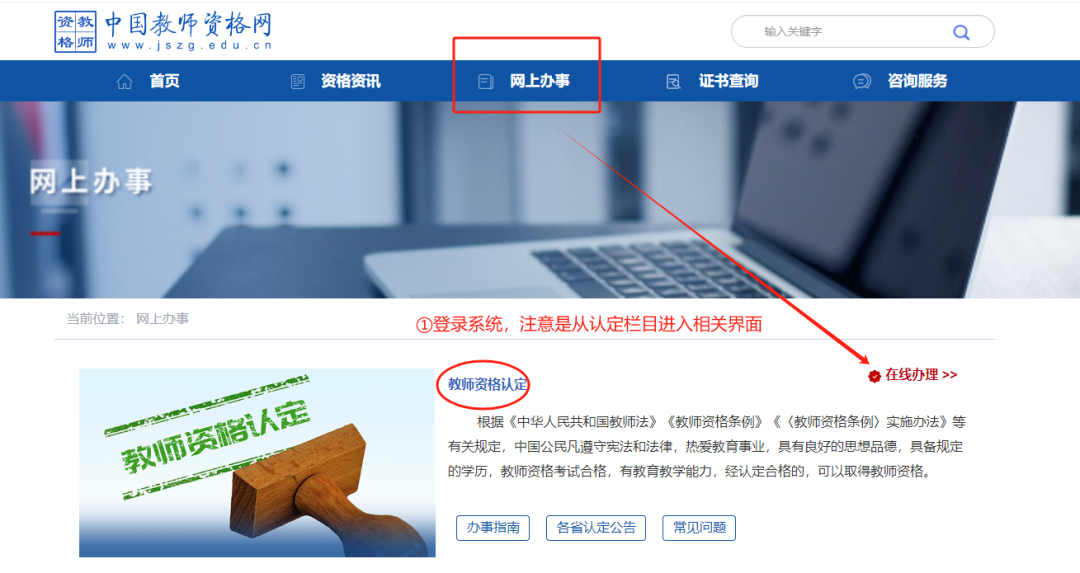 资教
格师
中国教师资格网
www.jszg.edu.cn
输入关键字
首页
资格资讯
网上办事
证书查询
咨询服务
网上办事
当前位置： 网上办事
①登录系统，注意是从认定栏目进入相关界面
教师资格认定
教师资格认定
在线办理 >>
根据《中华人民共和国教师法》《教师资格条例》《〈教师资格条例〉实施办法》等
有关规定，中国公民凡遵守宪法和法律，热爱教育事业，具有良好的思想品德，具备规定
的学历，教师资格考试合格，有教育教学能力，经认定合格的，可以取得教师资格。
办事指南
各省认定公告
常见问题